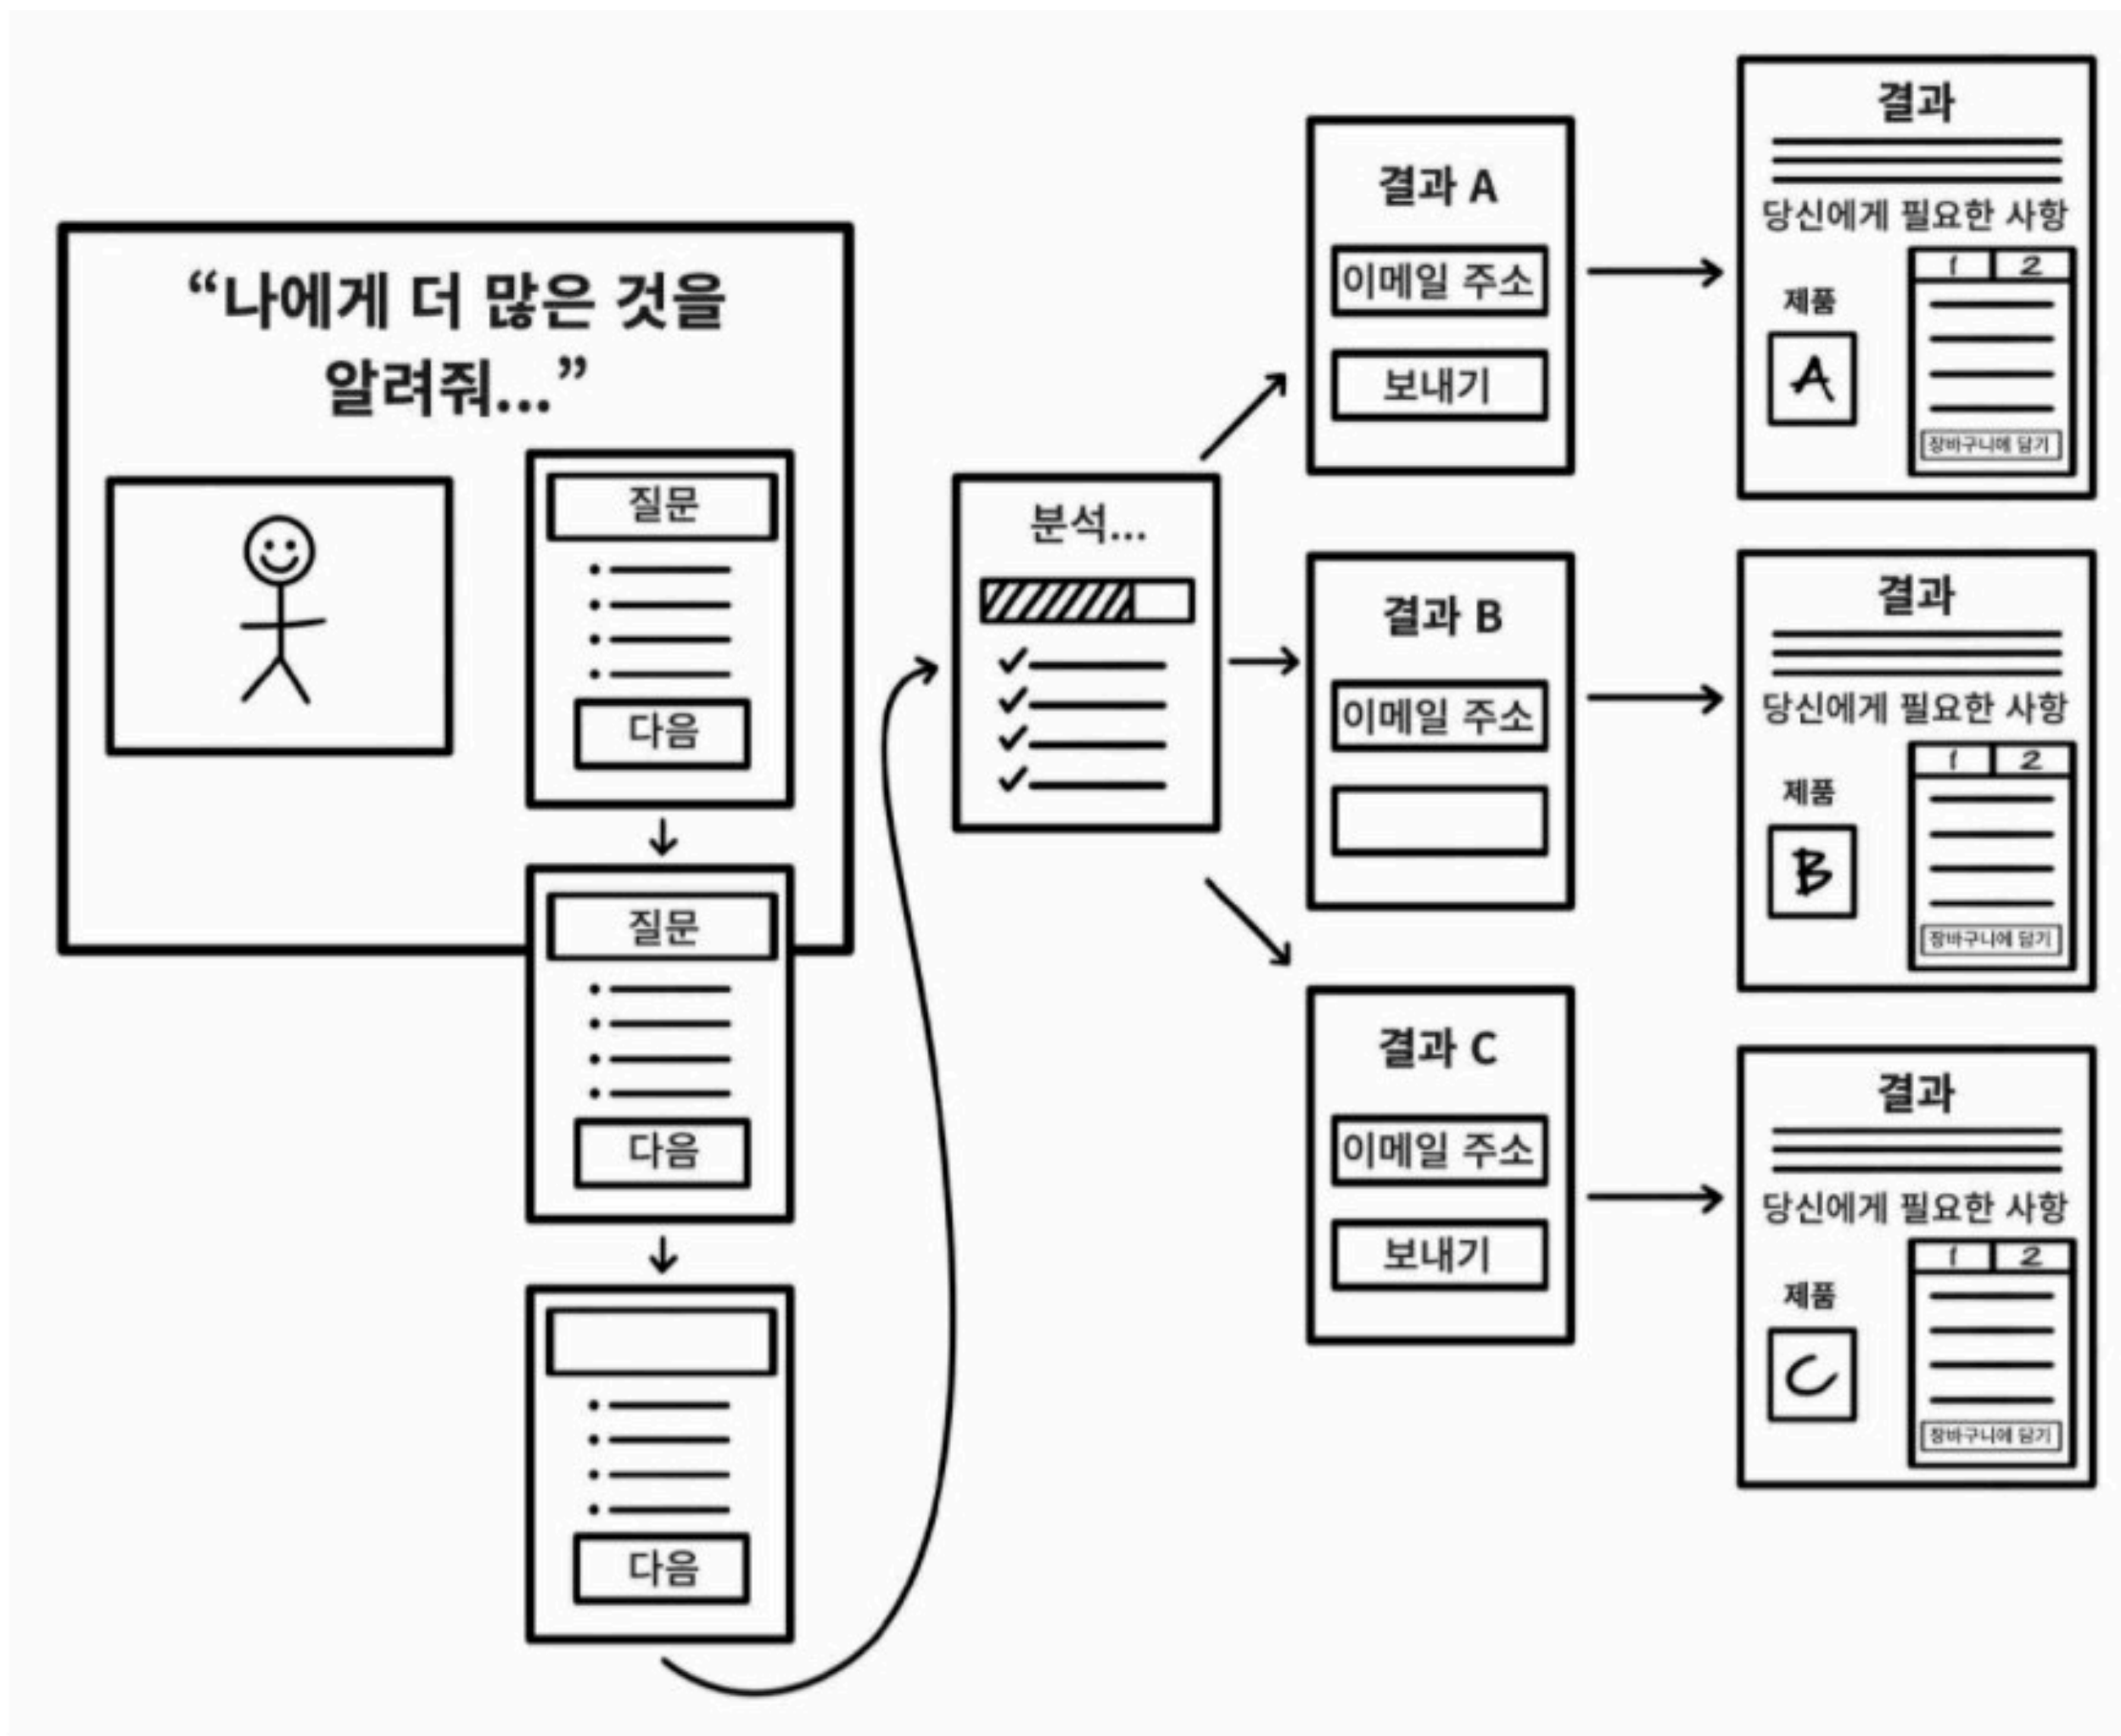 “나에게 더 많은 것을
알려줘...”
질문
다음
질문
다음
다음
분석...
결과 A
이메일 주소
보내기
결과 B
이메일 주소
결과 C
이메일 주소
보내기
결과
당신에게 필요한 사항
1 2
제품
A
장바구니에 담기
결과
당신에게 필요한 사항
1 2
제품
B
장바구니에 담기
결과
당신에게 필요한 사항
1 2
제품
C
장바구니에 담기